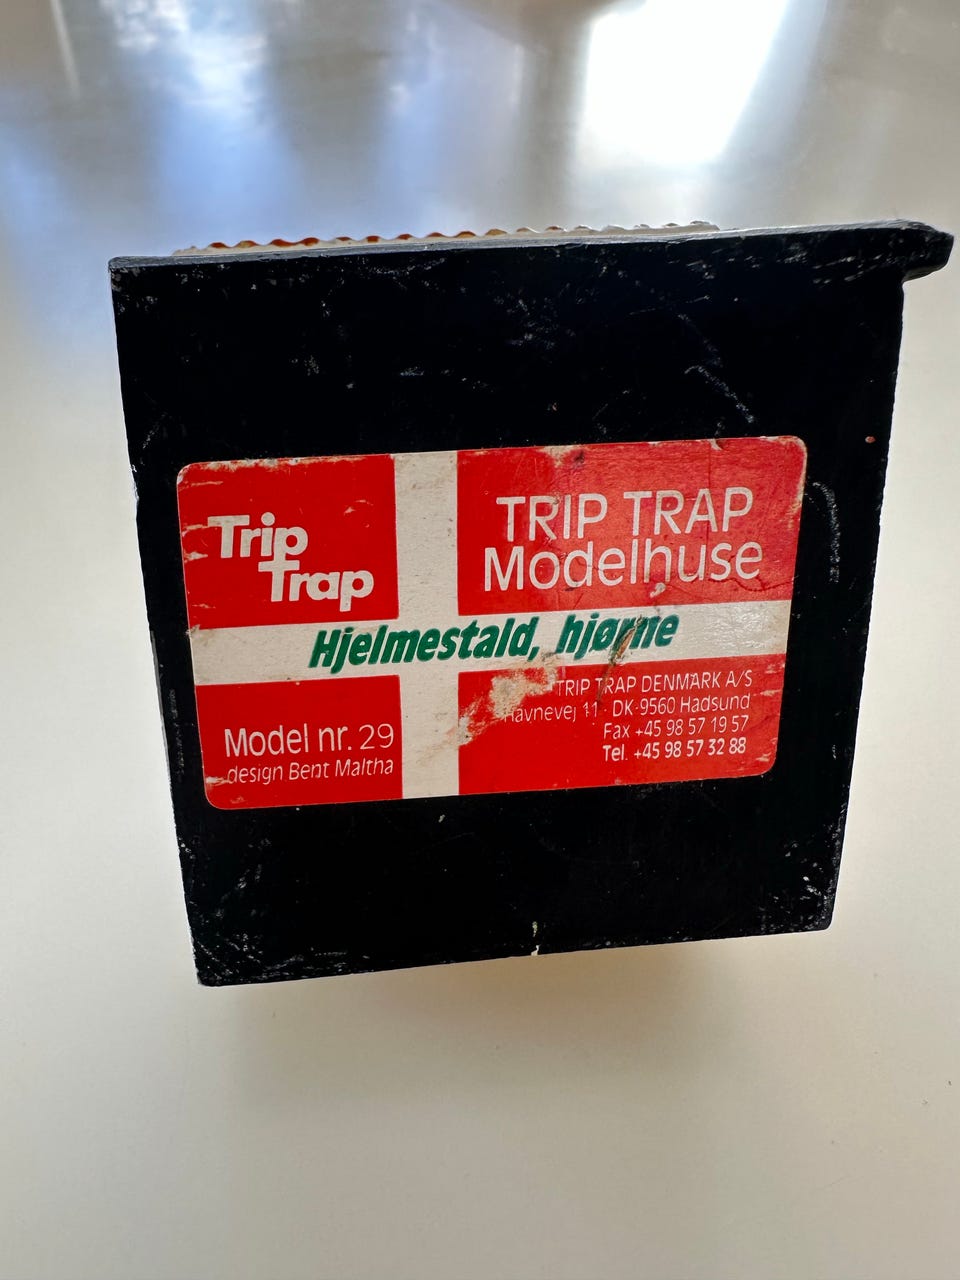 Trip
Trap
TRIP TRAP
Modelhuse
Hjelmestald, hjørne
Model nr. 29
design Bent Maltha
TRIP TRAP DENMARK A/S
Havnevej 11 · DK-9560 Hadsund
Fax +45 98 57 19 57
Tel. +45 98 57 32 88